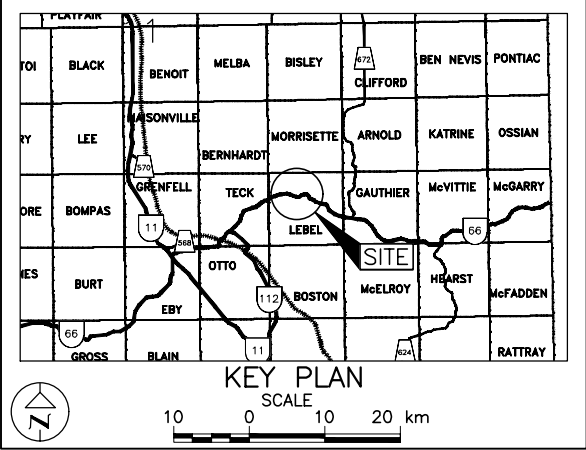 PLAYFAIR
1
TOI BLACK BENOIT MELBA BISLEY 672 BEN NEVIS PONTIAC
CLIFFORD
MAISONVILLE
RY LEE BERNHARDT MORRISETTE ARNOLD KATRINE OSSIAN
570
GRENFELL TECK GAUTHIER McVITTIE McGARRY
ORE BOMPAS 11 568 LEBEL 66
SITE
OTTO
NES BURT EBY 112 BOSTON McELROY HEARST McFADDEN
66 GROSS BLAIN 11 624 RATTRAY
KEY PLAN
SCALE
10 0 10 20 km
N